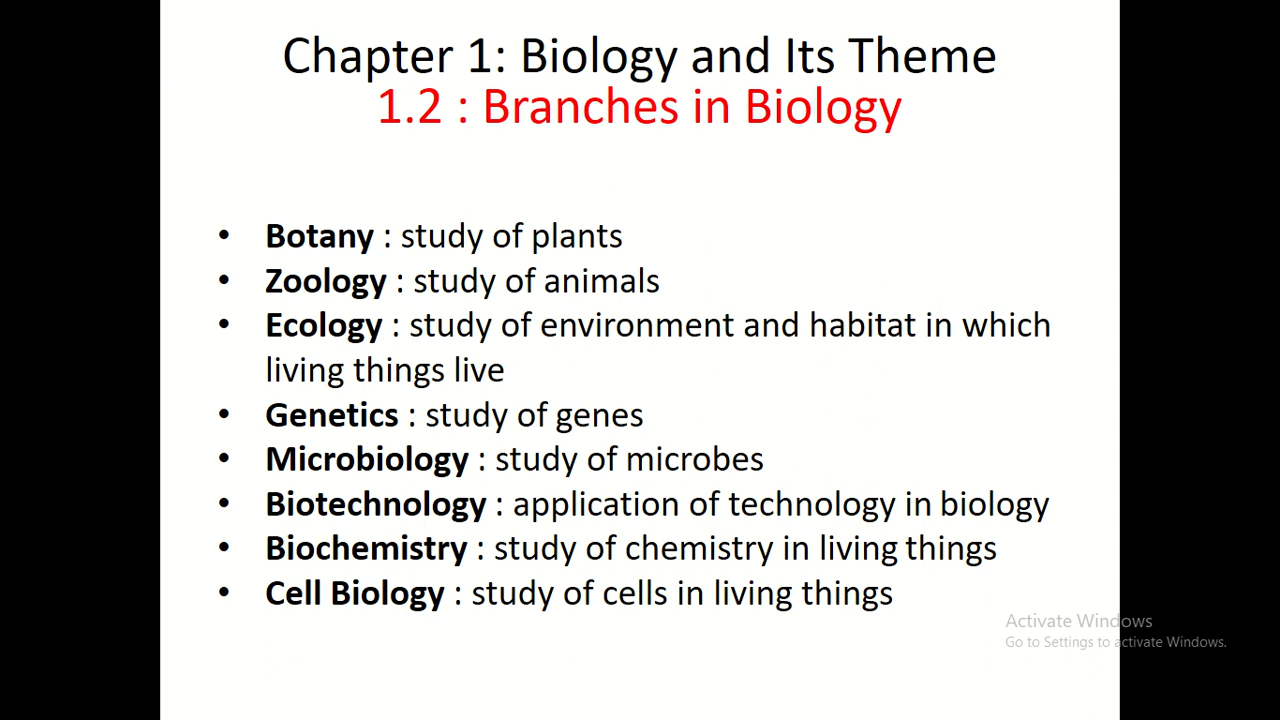 Chapter 1: Biology and Its Theme
1.2 : Branches in Biology
• Botany : study of plants
• Zoology : study of animals
• Ecology : study of environment and habitat in which
living things live
• Genetics : study of genes
• Microbiology : study of microbes
• Biotechnology : application of technology in biology
• Biochemistry : study of chemistry in living things
• Cell Biology : study of cells in living things
Activate Windows
Go to Settings to activate Windows.